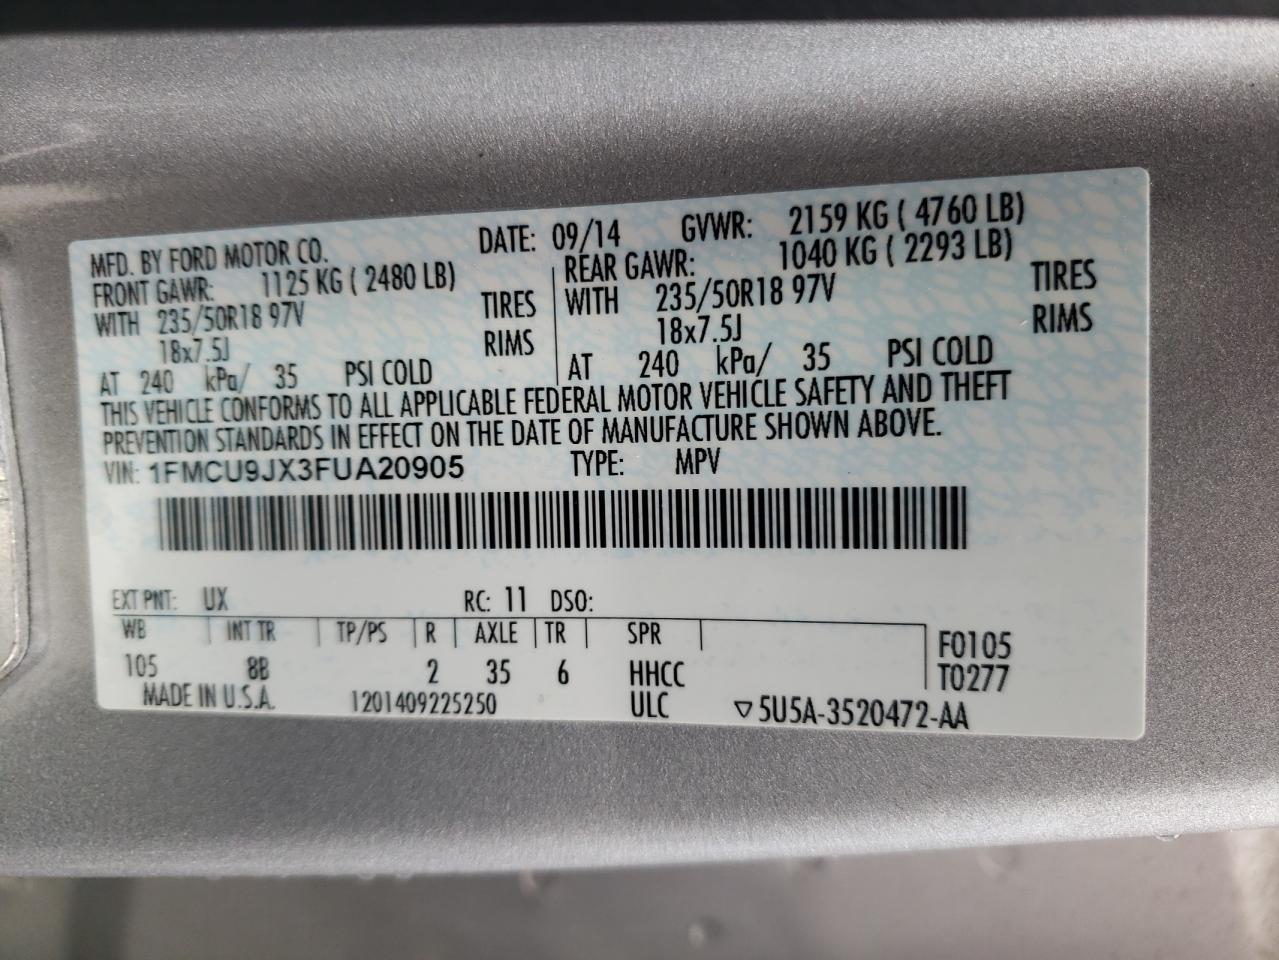 MFD. BY FORD MOTOR CO. DATE: 09/14 GVWR: 2159 KG ( 4760 LB)
FRONT GAWR: 1125 KG ( 2480 LB) REAR GAWR: 1040 KG ( 2293 LB)
WITH 235/50R18 97V TIRES WITH 235/50R18 97V TIRES
18x7.5J RIMS 18x7.5J RIMS
AT 240 kPa/ 35 PSI COLD AT 240 kPa/ 35 PSI COLD
THIS VEHICLE CONFORMS TO ALL APPLICABLE FEDERAL MOTOR VEHICLE SAFETY AND THEFT
PREVENTION STANDARDS IN EFFECT ON THE DATE OF MANUFACTURE SHOWN ABOVE.
VIN: 1FMCU9JX3FUA20905 TYPE: MPV
EXT PNT: UX RC: 11 DSO:
WB INT TR TP/PS R AXLE TR SPR F0105
105 8B 2 35 6 HHCC T0277
MADE IN U.S.A. 1201409225250 ULC ▽5U5A-3520472-AA